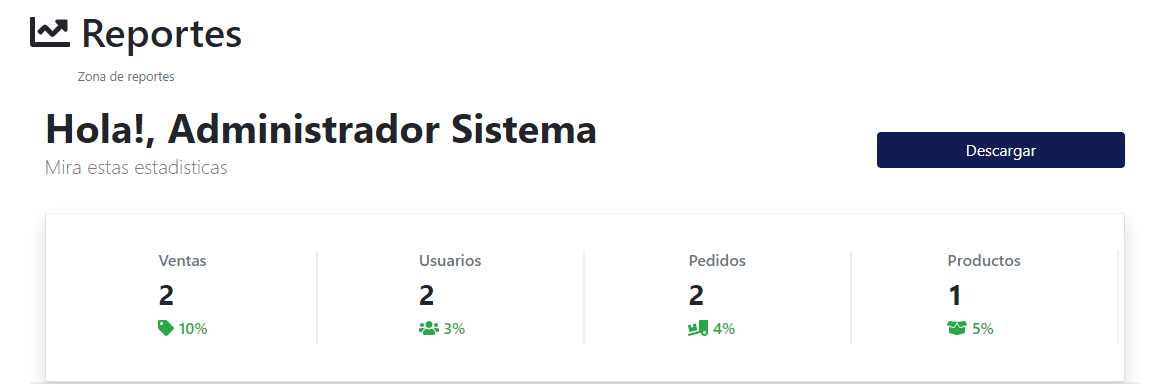 Reportes
Zona de reportes
Hola!, Administrador Sistema
Mira estas estadisticas
Descargar
Ventas
2
10%
Usuarios
2
3%
Pedidos
2
4%
Productos
1
5%